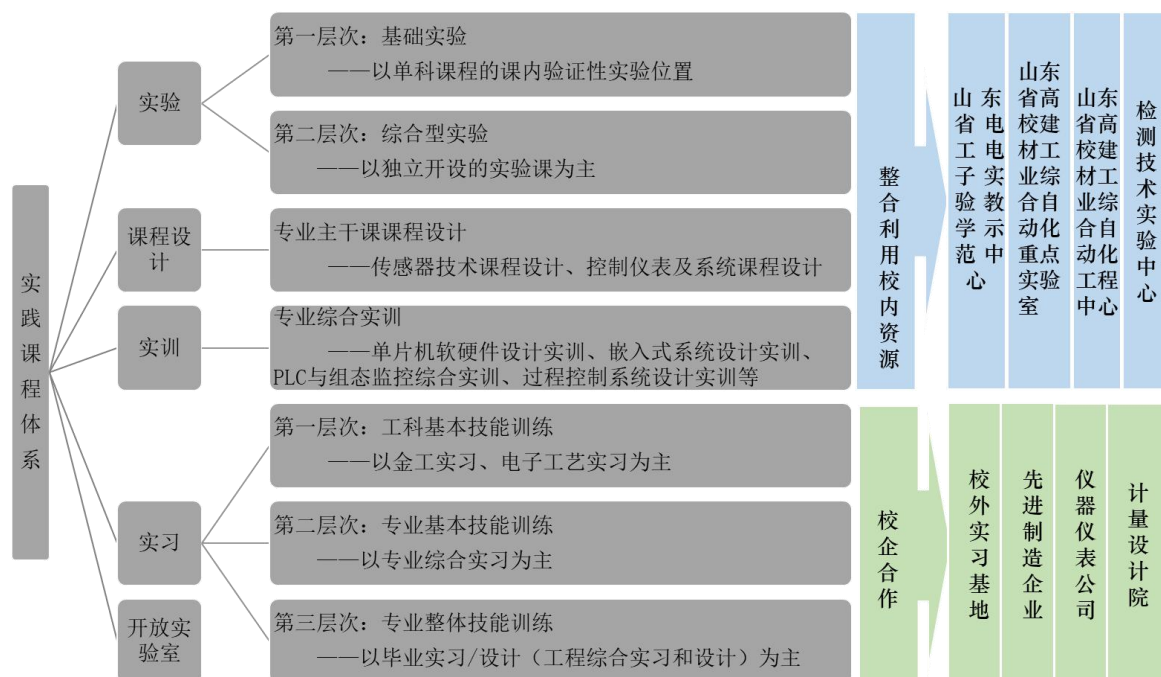 实践课程体系
实验
第一层次：基础实验
——以单科课程的课内验证性实验位置
第二层次：综合型实验
——以独立开设的实验课为主
课程设
计
专业主干课课程设计
——传感器技术课程设计、控制仪表及系统课程设计
实训
专业综合实训
——单片机软硬件设计实训、嵌入式系统设计实训、
PLC与组态监控综合实训、过程控制系统设计实训等
实习
第一层次：工科基本技能训练
——以金工实习、电子工艺实习为主
第二层次：专业基本技能训练
——以专业综合实习为主
第三层次：专业整体技能训练
——以毕业实习/设计（工程综合实习和设计）为主
开放实
验室
整合利用校内资源
山东省电工电子实验教学示范中心
山东省高校建材工业综合自动化重点实验室
山东省高校建材工业综合自动化工程中心
检测技术实验中心
校企合作
校外实习基地
先进制造企业
仪器仪表公司
计量设计院